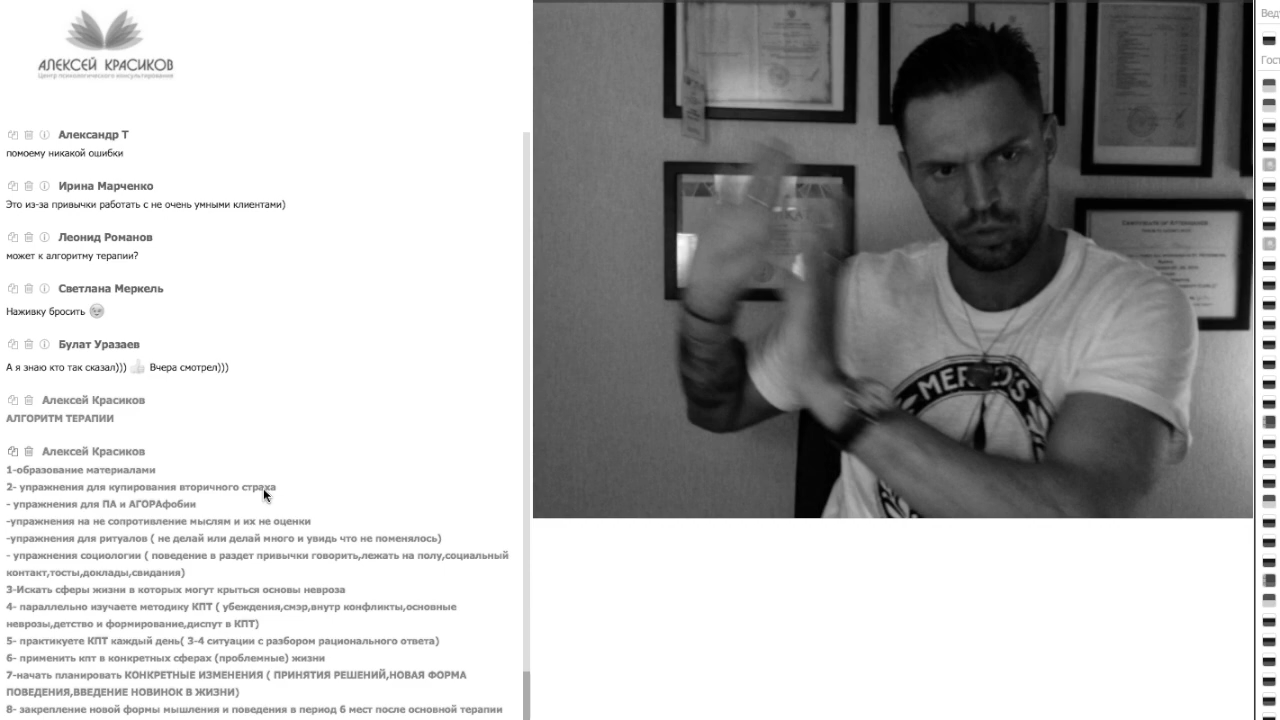 АЛЕКСЕЙ КРАСИКОВ
Центр психологического консультирования
Александр Т
помоему никакой ошибки
Ирина Марченко
Это из-за привычки работать с не очень умными клиентами)
Леонид Романов
может к алгоритму терапии?
Светлана Меркель
Наживку бросить
Булат Уразаев
А я знаю кто так сказал))) Вчера смотрел)))
Алексей Красиков
АЛГОРИТМ ТЕРАПИИ
Алексей Красиков
1-образование материалами
2- упражнения для купирования вторичного страха
- упражнения для ПА и АГОРАфобии
-упражнения на не сопротивление мыслям и их не оценки
-упражнения для ритуалов ( не делай или делай много и увидь что не поменялось)
- упражнения социологии ( поведение в раздет привычки говорить,лежать на полу,социальный
контакт,тосты,доклады,свидания)
3-Искать сферы жизни в которых могут крыться основы невроза
4- параллельно изучаете методику КПТ ( убеждения,смэр,внутр конфликты,основные
неврозы,детство и формирование,диспут в КПТ)
5- практикуете КПТ каждый день( 3-4 ситуации с разбором рационального ответа)
6- применить кпт в конкретных сферах (проблемные) жизни
7-начать планировать КОНКРЕТНЫЕ ИЗМЕНЕНИЯ ( ПРИНЯТИЯ РЕШЕНИЙ,НОВАЯ ФОРМА
ПОВЕДЕНИЯ,ВВЕДЕНИЕ НОВИНОК В ЖИЗНИ)
8- закрепление новой формы мышления и поведения в период 6 мест после основной терапии
Вед
Гост